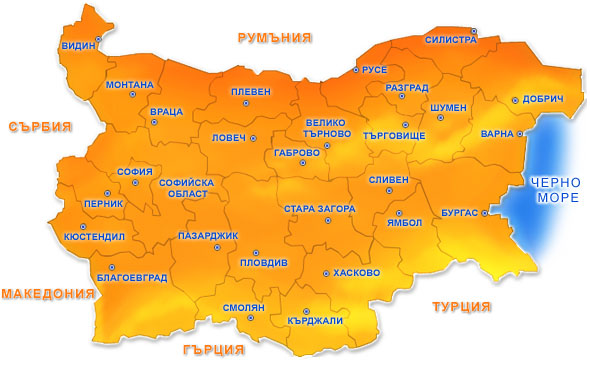 РУМЪНИЯ
СИЛИСТРА
ВИДИН
РУСЕ
МОНТАНА
РАЗГРАД
ПЛЕВЕН
ДОБРИЧ
ВРАЦА
ШУМЕН
СЪРБИЯ
ВЕЛИКО
ТЪРНОВО
ЛОВЕЧ
ТЪРГОВИЩЕ
ВАРНА
ГАБРОВО
СОФИЯ
СОФИЙСКА
ОБЛАСТ
СЛИВЕН
ЧЕРНО
МОРЕ
ПЕРНИК
СТАРА ЗАГОРА
ЯМБОЛ
БУРГАС
КЮСТЕНДИЛ
ПАЗАРДЖИК
ПЛОВДИВ
ХАСКОВО
БЛАГОЕВГРАД
МАКЕДОНИЯ
СМОЛЯН
ТУРЦИЯ
КЪРДЖАЛИ
ГЪРЦИЯ